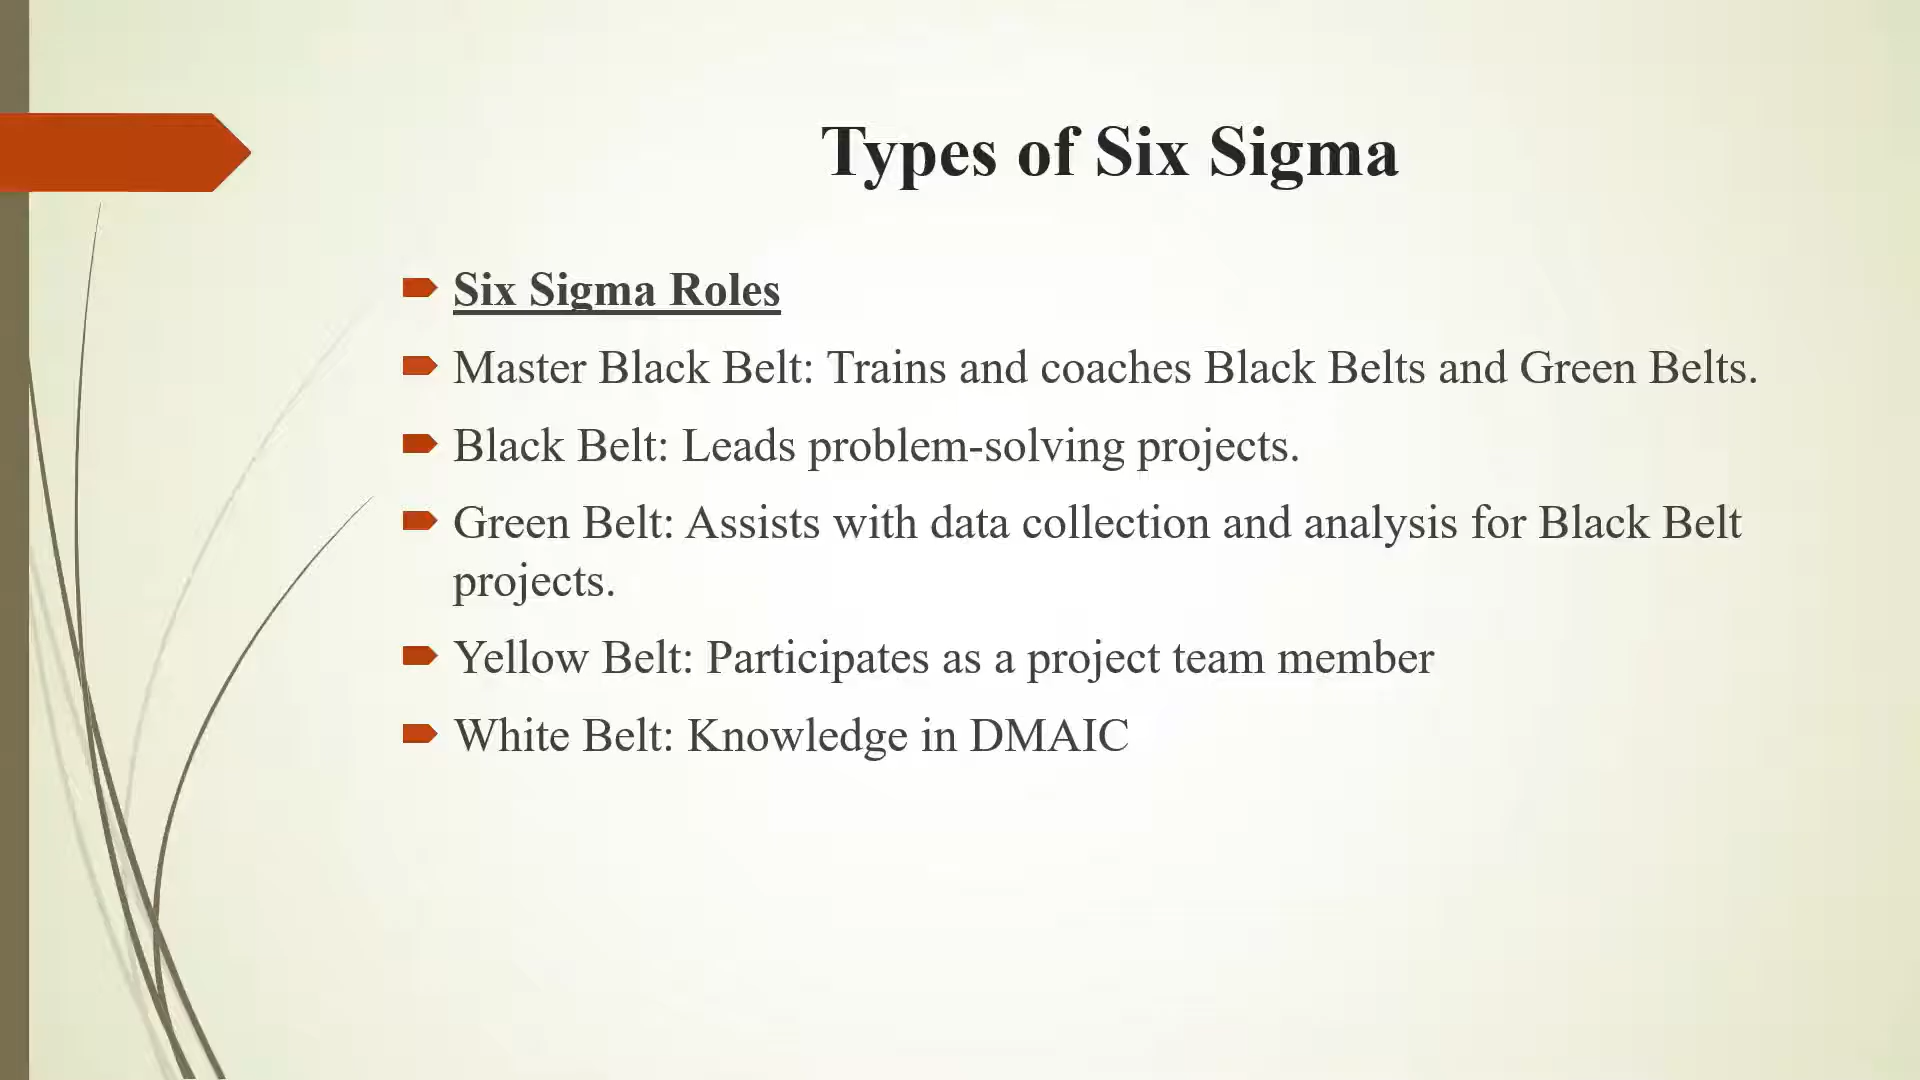 Types of Six Sigma
Six Sigma Roles
Master Black Belt: Trains and coaches Black Belts and Green Belts.
Black Belt: Leads problem-solving projects.
Green Belt: Assists with data collection and analysis for Black Belt
projects.
Yellow Belt: Participates as a project team member
White Belt: Knowledge in DMAIC